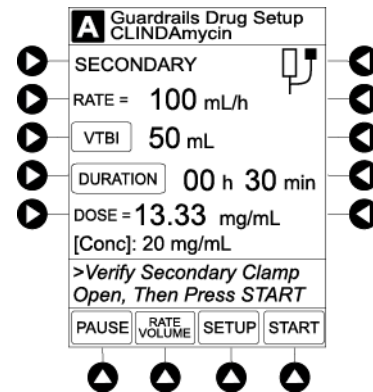 A Guardrails Drug Setup
CLINDAmycin
SECONDARY
RATE = 100 mL/h
VTBI 50 mL
DURATION 00 h 30 min
DOSE = 13.33 mg/mL
[Conc]: 20 mg/mL
>Verify Secondary Clamp
Open, Then Press START
PAUSE RATE VOLUME SETUP START